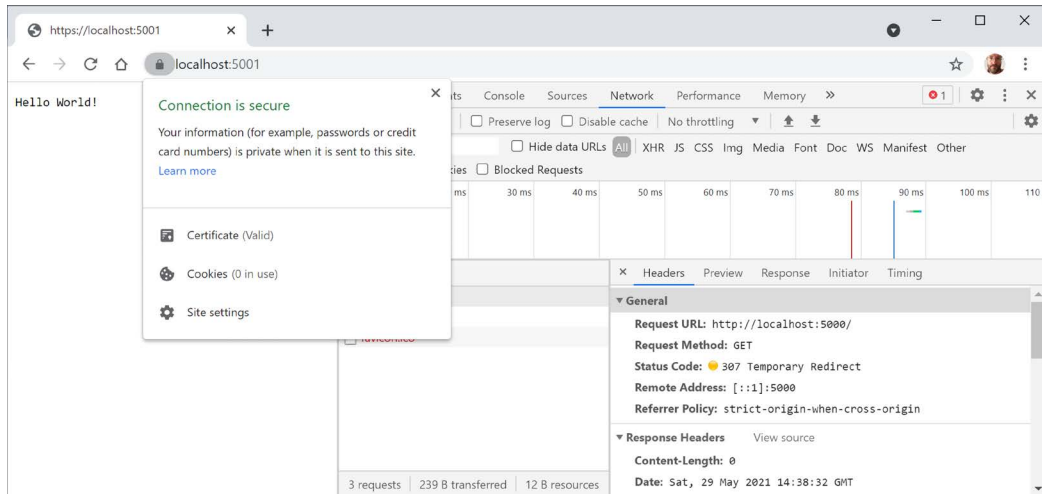 https://localhost:5001
localhost:5001
Hello World!
Connection is secure
Your information (for example, passwords or credit
card numbers) is private when it is sent to this site.
Learn more
Certificate (Valid)
Cookies (0 in use)
Site settings
Console Sources Network Performance Memory 1
Preserve log Disable cache No throttling
Hide data URLs All XHR JS CSS Img Media Font Doc WS Manifest Other
Blocked Requests
ms 30 ms 40 ms 50 ms 60 ms 70 ms 80 ms 90 ms 100 ms 110
Headers Preview Response Initiator Timing
General
Request URL: http://localhost:5000/
Request Method: GET
Status Code: 307 Temporary Redirect
Remote Address: [::1]:5000
Referrer Policy: strict-origin-when-cross-origin
Response Headers View source
Content-Length: 0
Date: Sat, 29 May 2021 14:38:32 GMT
3 requests 239 B transferred 12 B resources